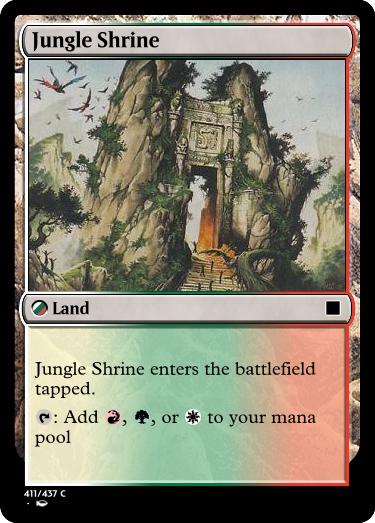 Jungle Shrine
Land
Jungle Shrine enters the battlefield
tapped.
: Add , , or to your mana
pool
411/437 C